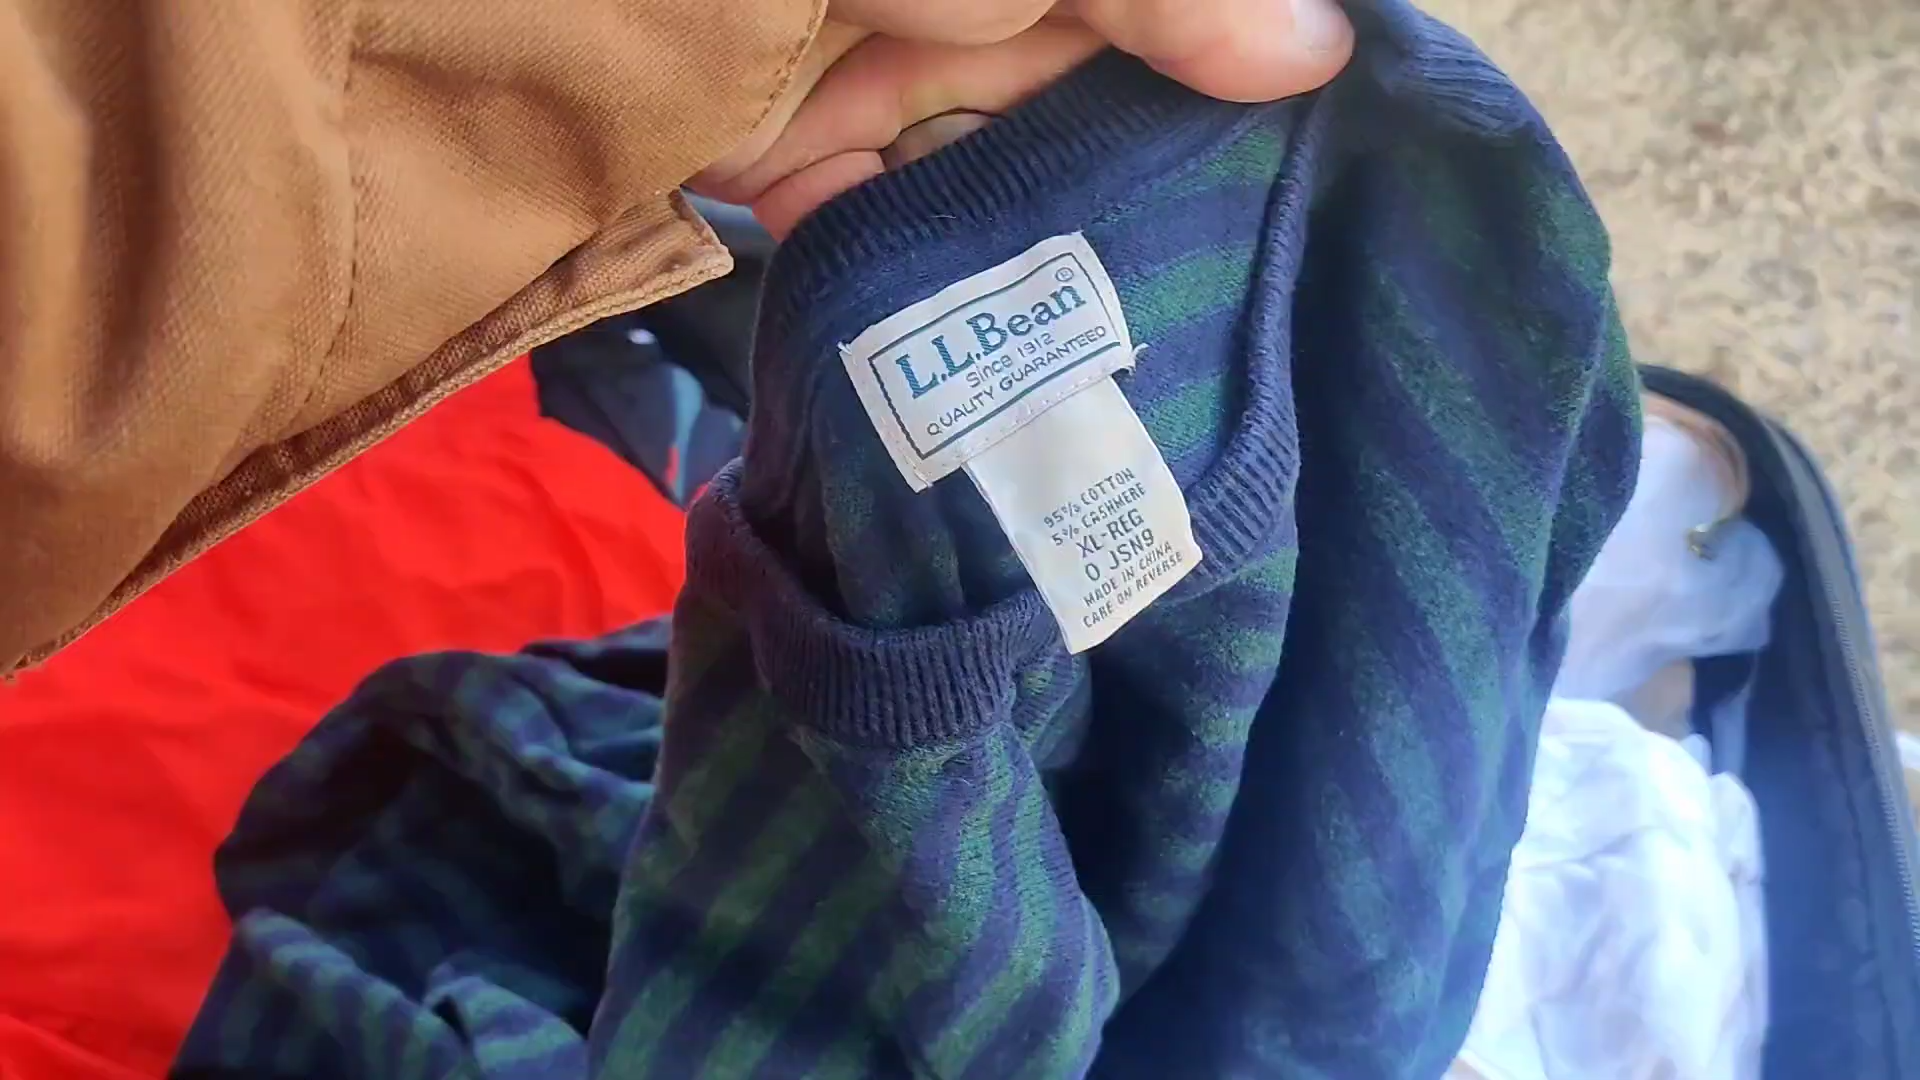 L.L.Bean®
Since 1912
QUALITY GUARANTEED
95% COTTON
5% CASHMERE
XL-REG
0 JSN9
MADE IN CHINA
CARE ON REVERSE